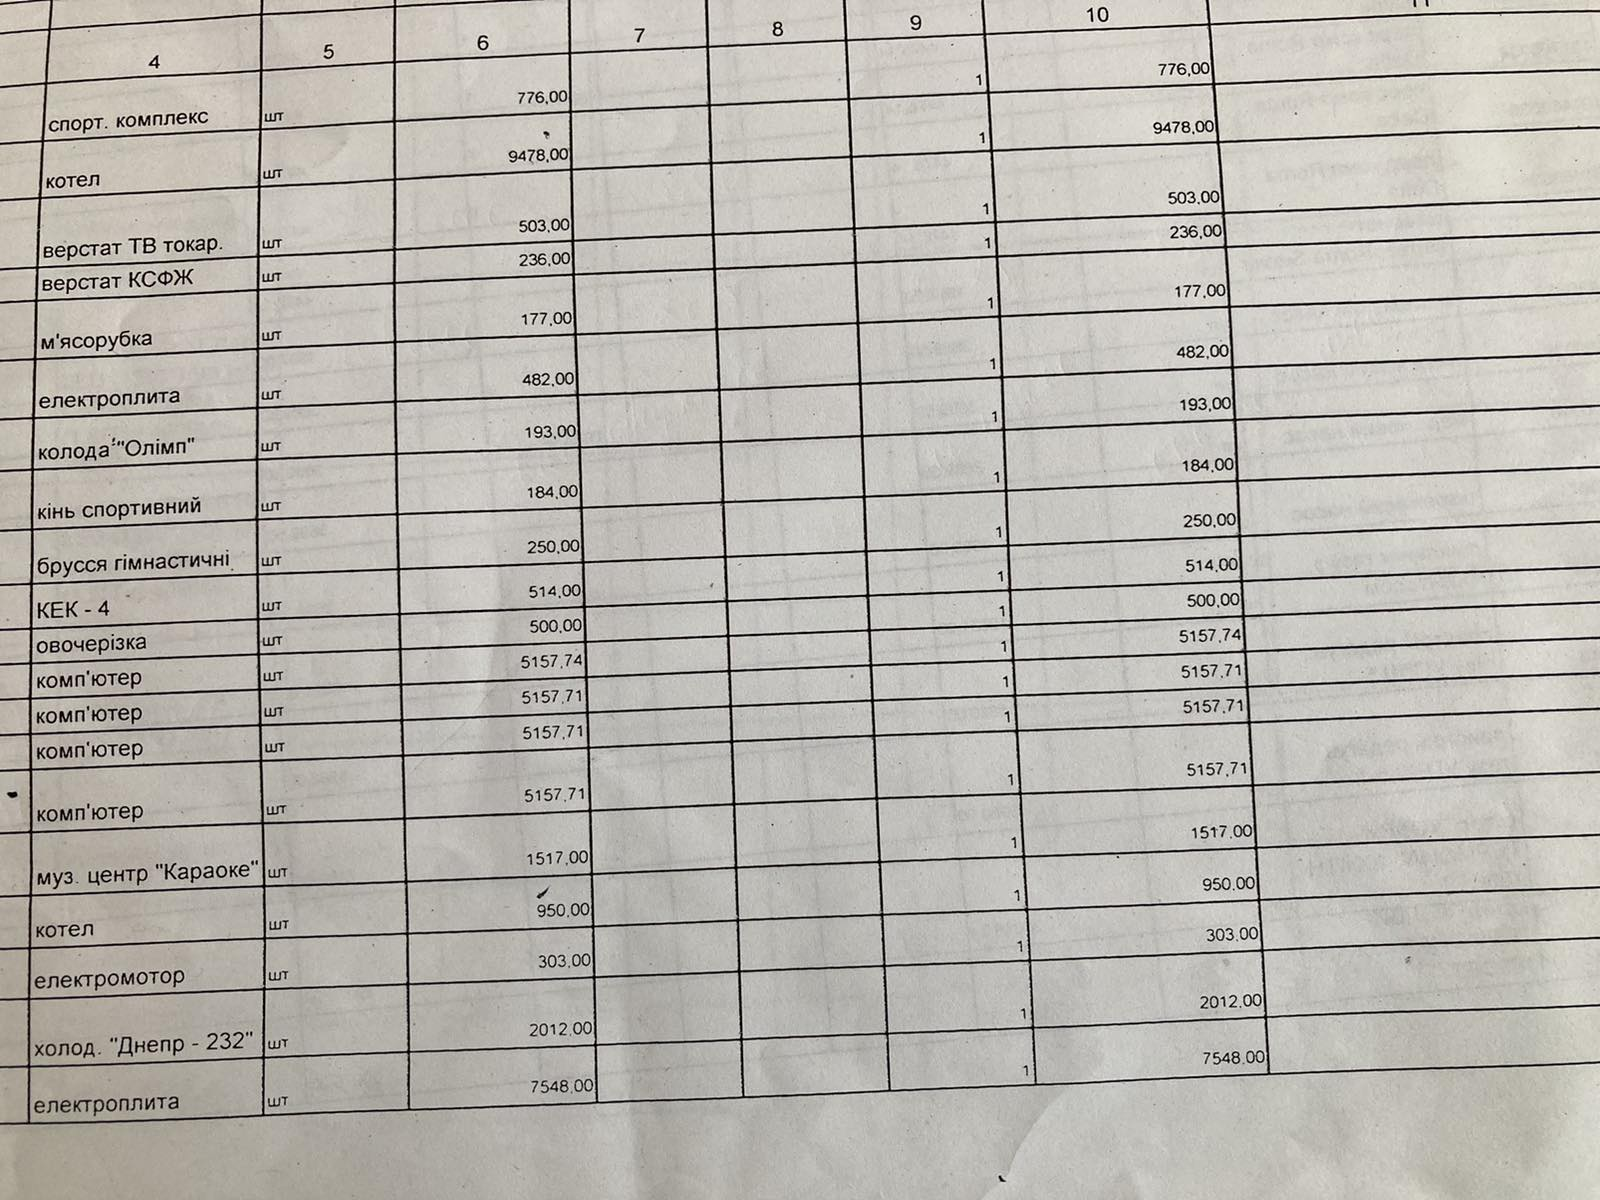 4 5 6 7 8 9 10 11
спорт. комплекс шт 776,00 1 776,00
котел шт 9478,00 1 9478,00
верстат ТВ токар. шт 503,00 1 503,00
верстат КСФЖ шт 236,00 1 236,00
м'ясорубка шт 177,00 1 177,00
електроплита шт 482,00 1 482,00
колода "Олімп" шт 193,00 1 193,00
кінь спортивний шт 184,00 1 184,00
брусся гімнастичні шт 250,00 1 250,00
КЕК - 4 шт 514,00 1 514,00
овочерізка шт 500,00 1 500,00
комп'ютер шт 5157,74 1 5157,74
комп'ютер шт 5157,71 1 5157,71
комп'ютер шт 5157,71 1 5157,71
комп'ютер шт 5157,71 1 5157,71
муз. центр "Караоке" шт 1517,00 1 1517,00
котел шт 950,00 1 950,00
електромотор шт 303,00 1 303,00
холод. "Днепр - 232" шт 2012,00 1 2012,00
електроплита шт 7548,00 1 7548,00